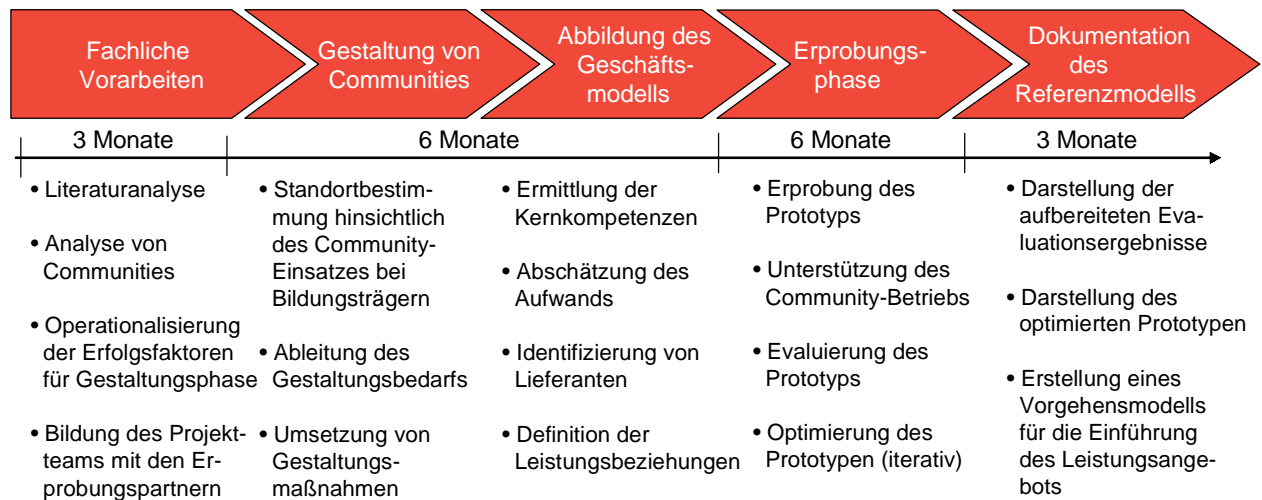 Fachliche
Vorarbeiten
Gestaltung von
Communities
Abbildung des
Geschäfts-
modells
Erprobungs-
phase
Dokumentation
des
Referenzmodells
3 Monate
6 Monate
6 Monate
3 Monate
• Literaturanalyse
• Analyse von
Communities
• Operationalisierung
der Erfolgsfaktoren
für Gestaltungsphase
• Bildung des Projekt-
teams mit den Er-
probungspartnern
• Standortbestim-
mung hinsichtlich
des Community-
Einsatzes bei
Bildungsträgern
• Ableitung des
Gestaltungsbedarfs
• Umsetzung von
Gestaltungs-
maßnahmen
• Ermittlung der
Kernkompetenzen
• Abschätzung des
Aufwands
• Identifizierung von
Lieferanten
• Definition der
Leistungsbeziehungen
• Erprobung des
Prototyps
• Unterstützung des
Community-Betriebs
• Evaluierung des
Prototyps
• Optimierung des
Prototypen (iterativ)
• Darstellung der
aufbereiteten Eva-
luationsergebnisse
• Darstellung des
optimierten Prototypen
• Erstellung eines
Vorgehensmodells
für die Einführung
des Leistungsange-
bots